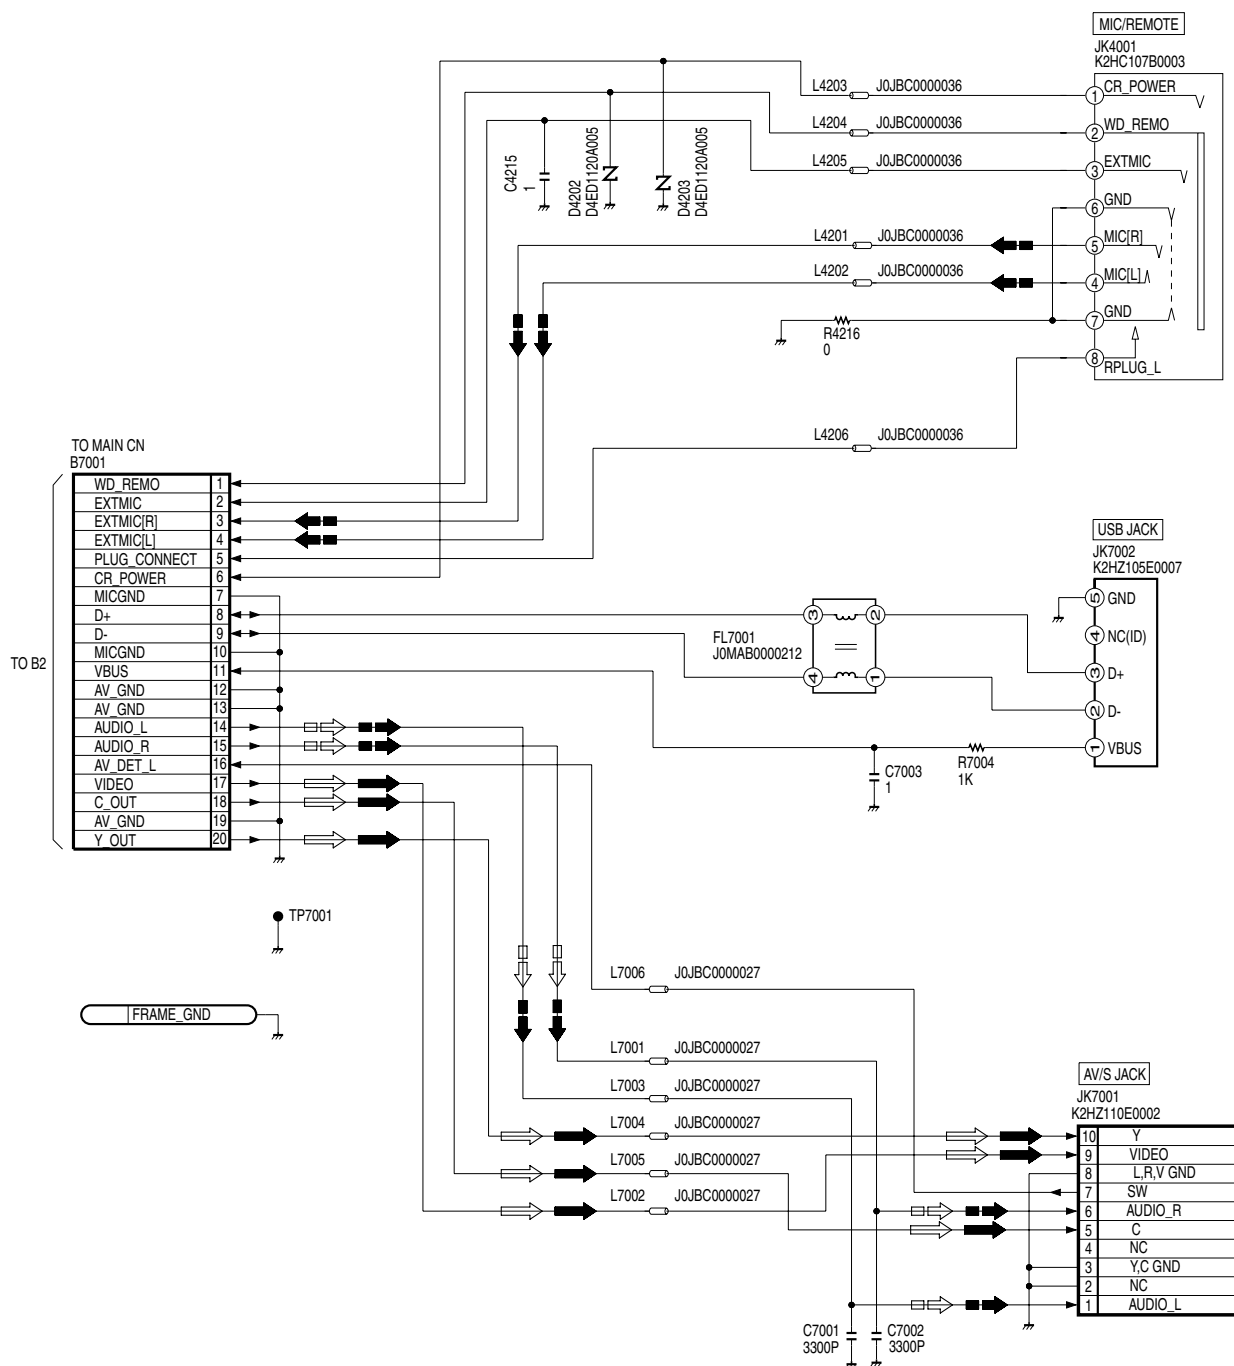 MIC/REMOTE
JK4001
K2HC107B0003
L4203 J0JBC0000036
1 CR_POWER
L4204 J0JBC0000036
2 WD_REMO
L4205 J0JBC0000036
3 EXTMIC
C4215
1
D4202
D4ED1120A005
D4203
D4ED1120A005
6 GND
L4201 J0JBC0000036
5 MIC[R]
L4202 J0JBC0000036
4 MIC[L]
7 GND
R4216
0
8 RPLUG_L
L4206 J0JBC0000036
TO MAIN CN
B7001
TO B2
WD_REMO 1
EXTMIC 2
EXTMIC[R] 3
EXTMIC[L] 4
PLUG_CONNECT 5
CR_POWER 6
MICGND 7
D+ 8
D- 9
MICGND 10
VBUS 11
AV_GND 12
AV_GND 13
AUDIO_L 14
AUDIO_R 15
AV_DET_L 16
VIDEO 17
C_OUT 18
AV_GND 19
Y_OUT 20
USB JACK
JK7002
K2HZ105E0007
5 GND
4 NC(ID)
3 D+
2 D-
1 VBUS
FL7001
J0MAB0000212
3 2
4 1
C7003
1
R7004
1K
TP7001
FRAME_GND
L7006 J0JBC0000027
L7001 J0JBC0000027
L7003 J0JBC0000027
L7004 J0JBC0000027
L7005 J0JBC0000027
L7002 J0JBC0000027
AV/S JACK
JK7001
K2HZ110E0002
10 Y
9 VIDEO
8 L,R,V GND
7 SW
6 AUDIO_R
5 C
4 NC
3 Y,C GND
2 NC
1 AUDIO_L
C7001
3300P
C7002
3300P